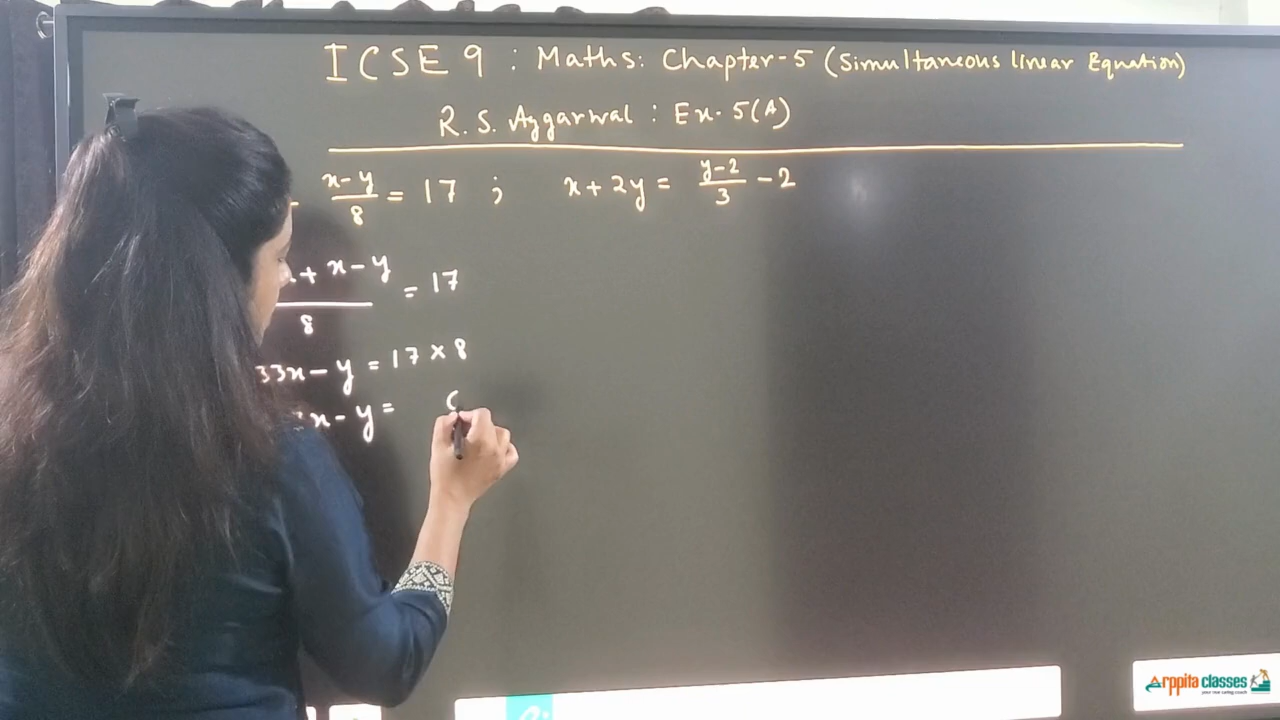 ICSE 9 : Maths: Chapter-5 (Simultaneous linear Equation)
R. S. Aggarwal : Ex. 5(A)
x-y/8 = 17 ; x + 2y = y-2/3 - 2
+ x - y / 8 = 17
33x - y = 17 × 8
x - y =
Arppita classes